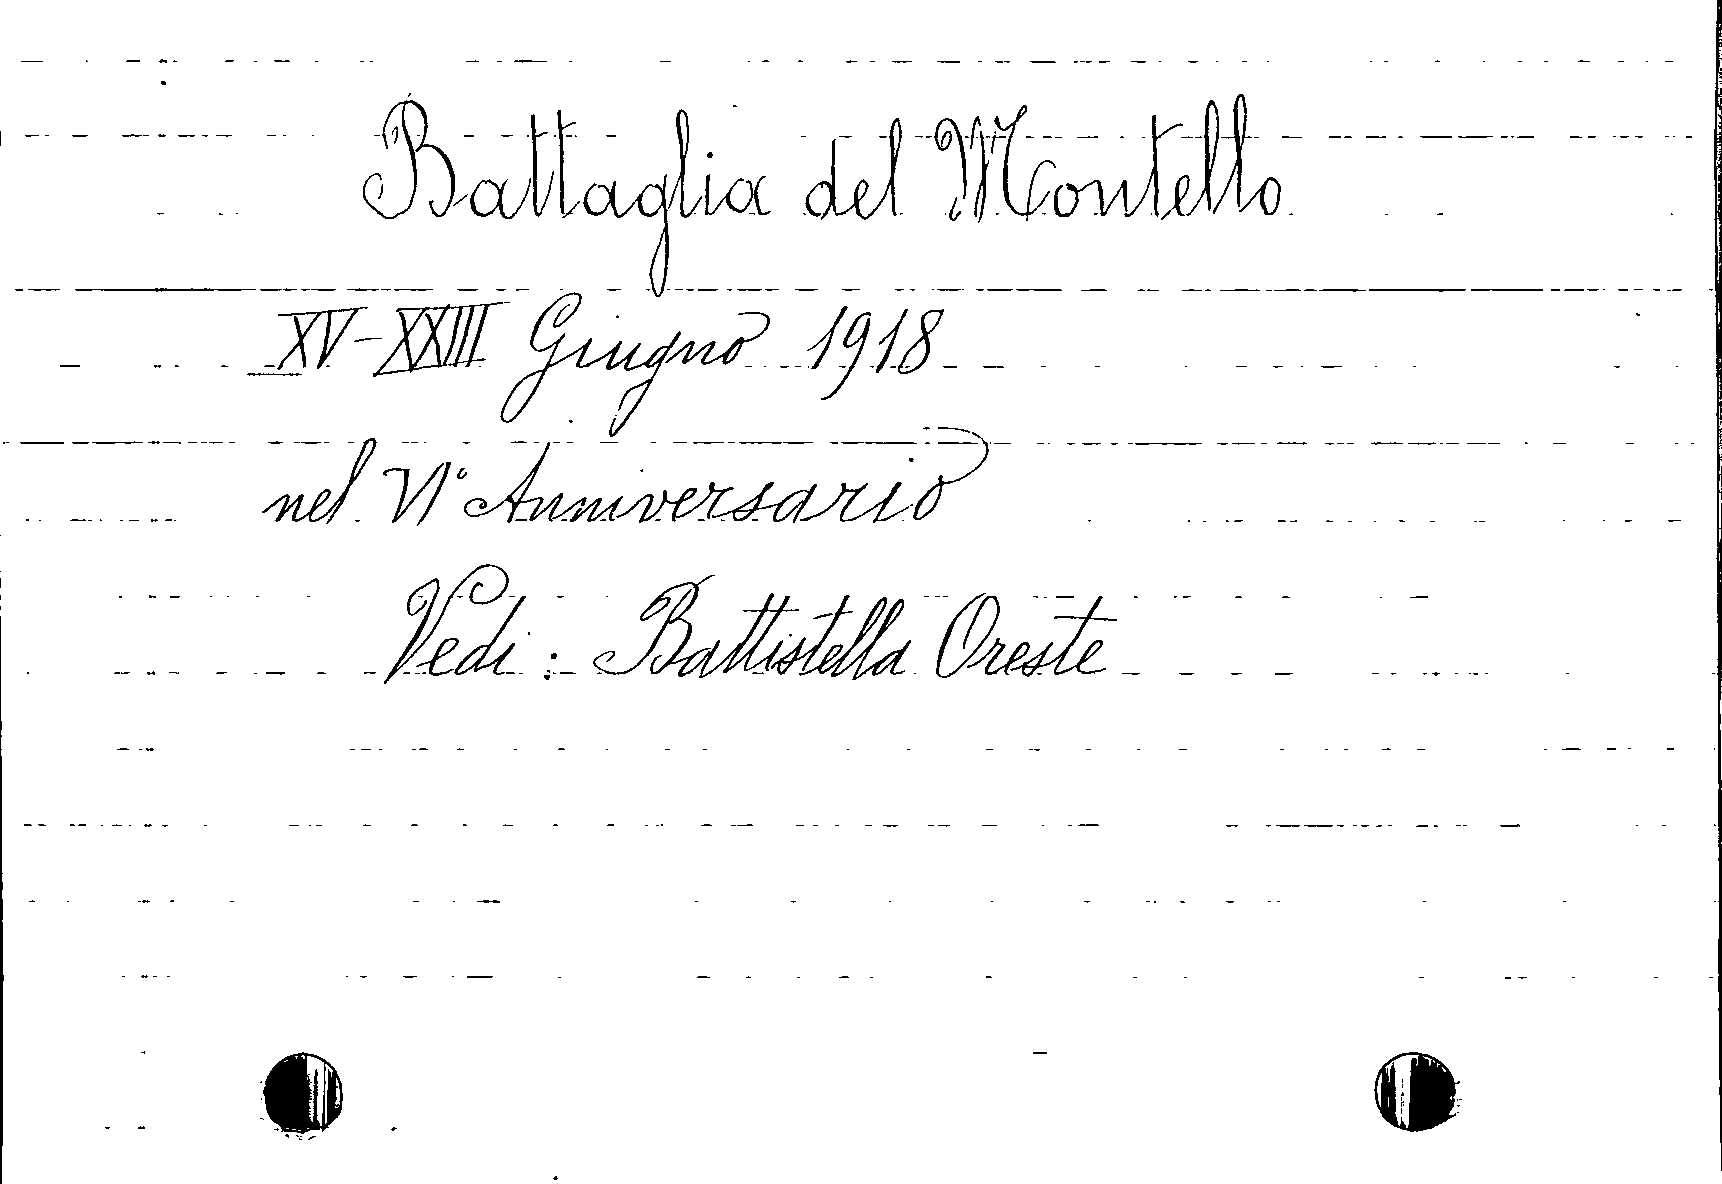 Battaglia del Montello
XV-XXIII Giugno 1918
nel VI° Anniversario
Vedi: Battistella Oreste